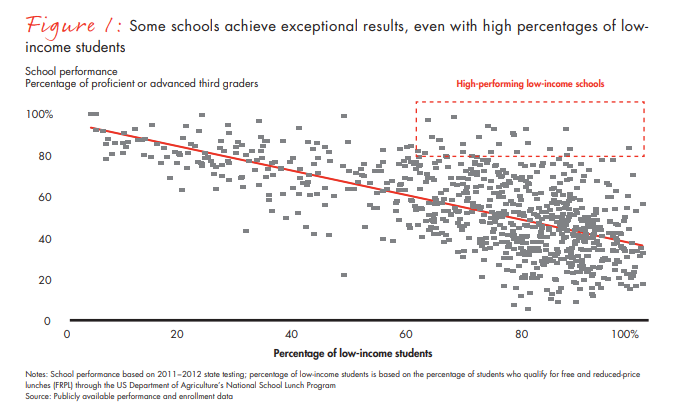 Figure 1: Some schools achieve exceptional results, even with high percentages of low-
income students
School performance
Percentage of proficient or advanced third graders
High-performing low-income schools
100%
80
60
40
20
0
0 20 40 60 80 100%
Percentage of low-income students
Notes: School performance based on 2011–2012 state testing; percentage of low-income students is based on the percentage of students who qualify for free and reduced-price
lunches (FRPL) through the US Department of Agriculture's National School Lunch Program
Source: Publicly available performance and enrollment data